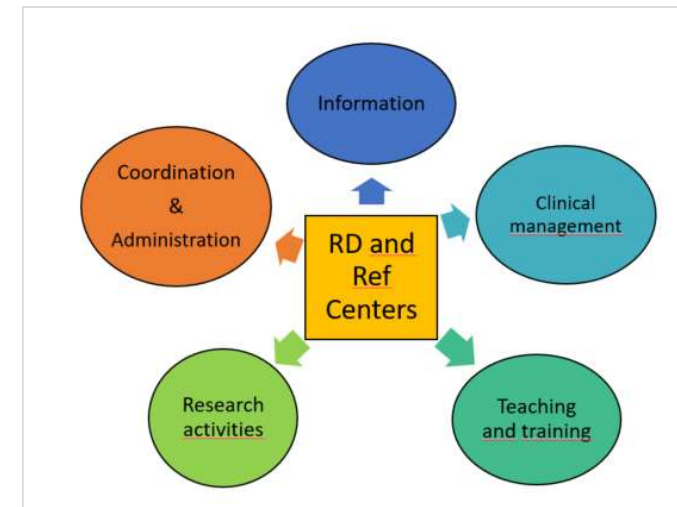 Information
Coordination
&
Administration
Clinical
management
RD and
Ref
Centers
Research
activities
Teaching
and training